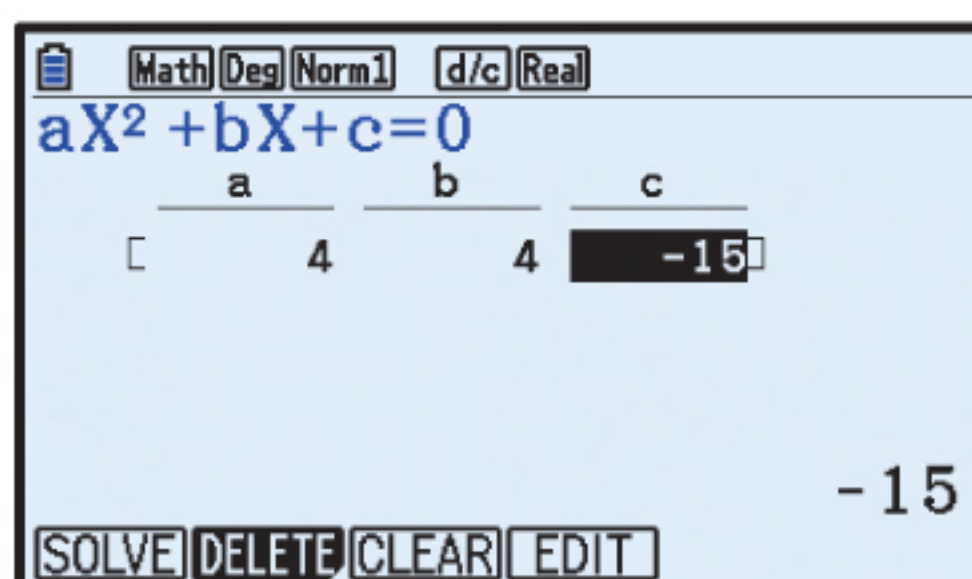 Math Deg Norm1 d/c Real
aX² +bX+c=0
a b c
[ 4 4 -15]
-15
SOLVE DELETE CLEAR EDIT